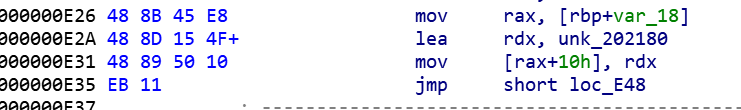 000000E26 48 8B 45 E8 mov rax, [rbp+var_18]
000000E2A 48 8D 15 4F+ lea rdx, unk_202180
000000E31 48 89 50 10 mov [rax+10h], rdx
000000E35 EB 11 jmp short loc_E48
000000E37 ; ------------------------------------------------